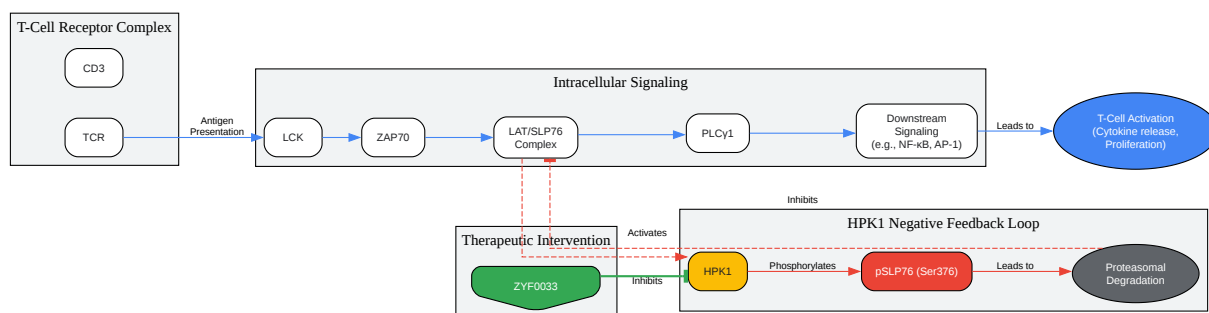 T-Cell Receptor Complex
CD3
TCR
Antigen
Presentation
Intracellular Signaling
LCK
ZAP70
LAT/SLP76
Complex
PLCγ1
Downstream
Signaling
(e.g., NF-κB, AP-1)
Leads to
T-Cell Activation
(Cytokine release,
Proliferation)
Inhibits
Therapeutic Intervention
Activates
ZYF0033
Inhibits
HPK1 Negative Feedback Loop
HPK1
Phosphorylates
pSLP76 (Ser376)
Leads to
Proteasomal
Degradation